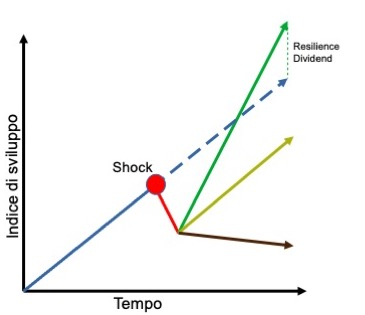 Resilience
Dividend
Shock
Indice di sviluppo
Tempo